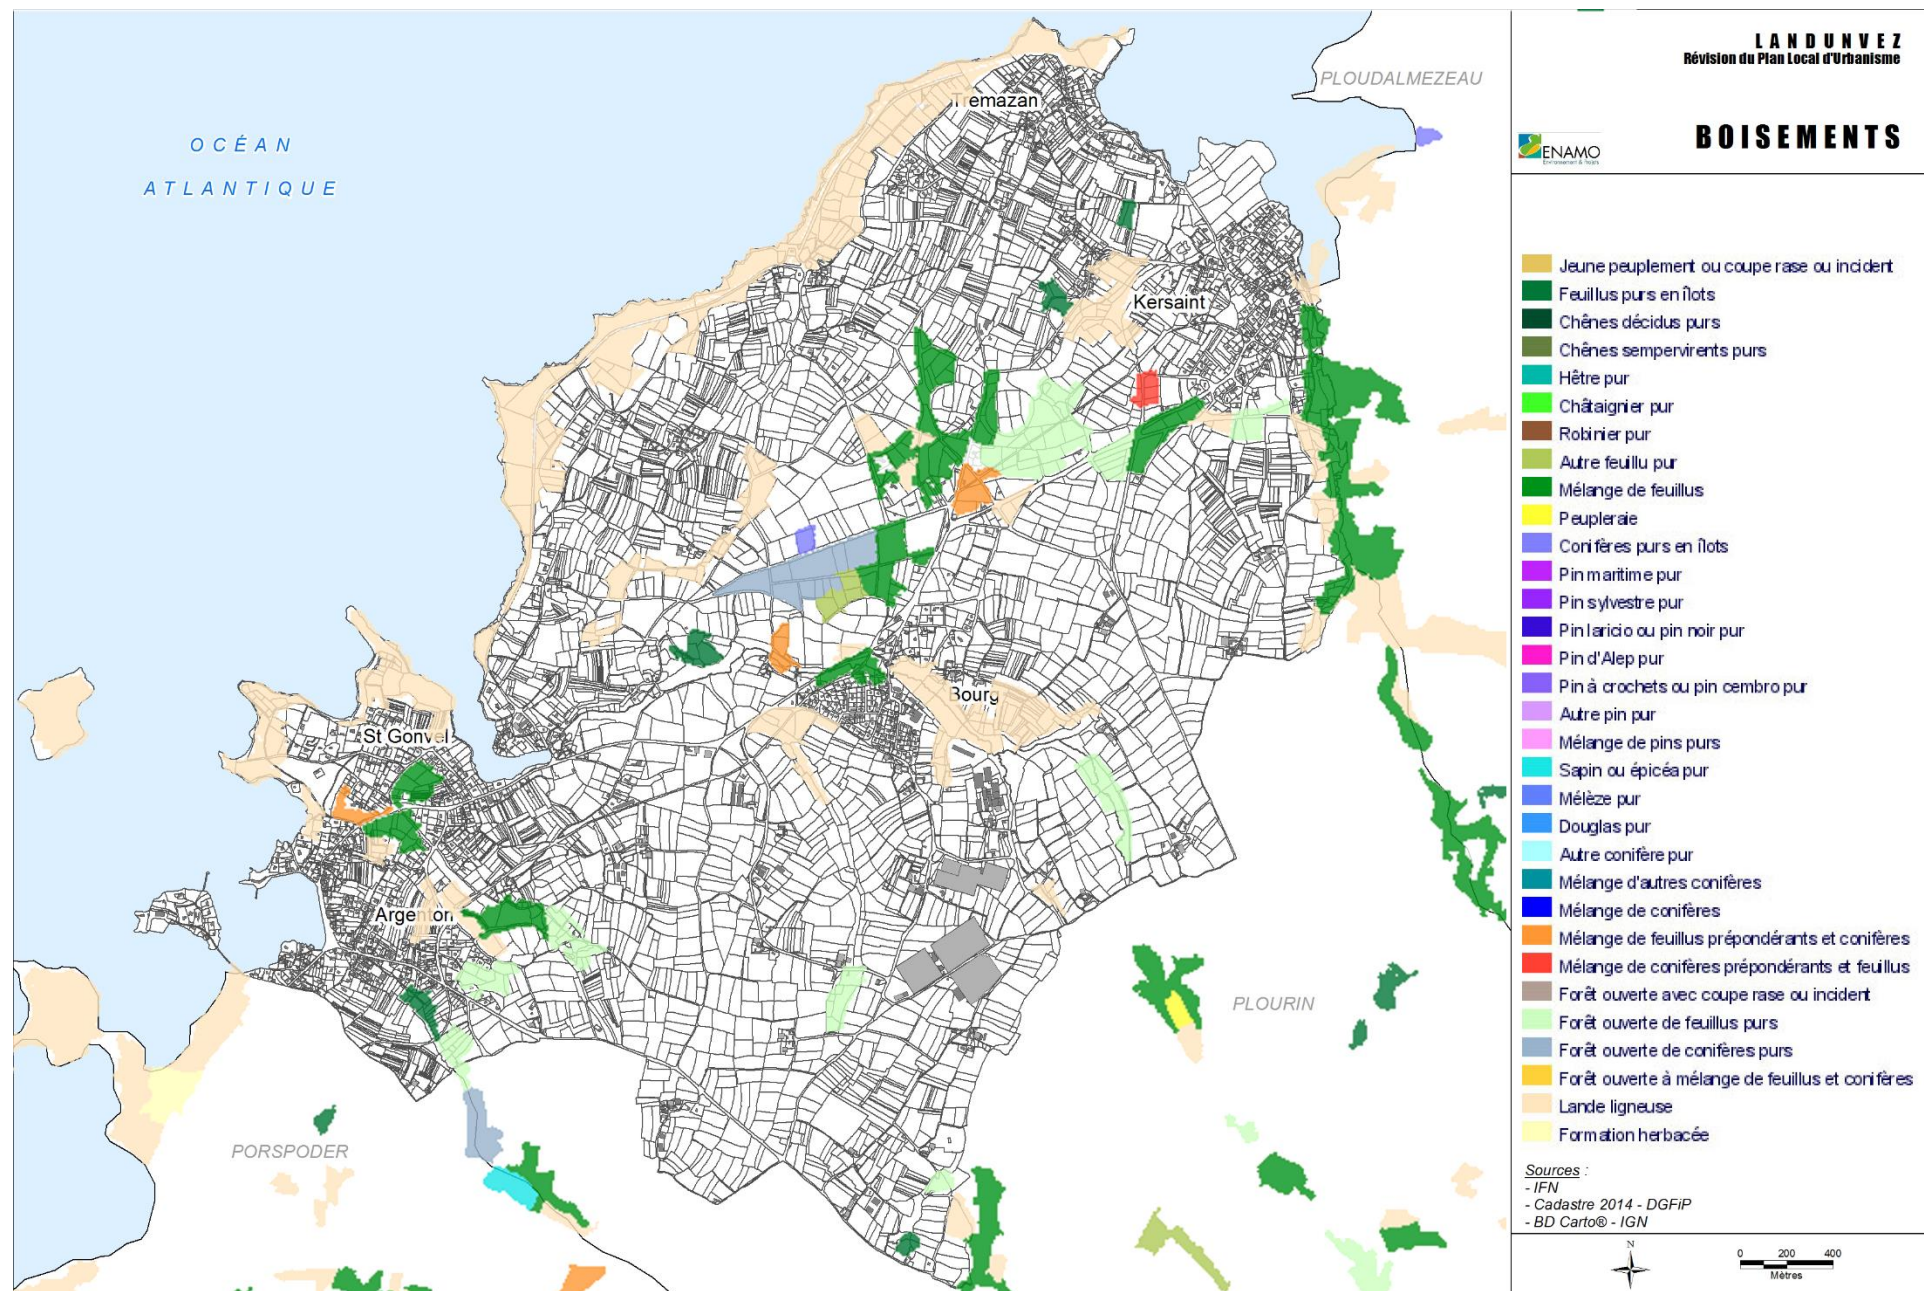 L A N D U N V E Z
Révision du Plan Local d'Urbanisme
ENAMO
BOISEMENTS
PLOUDALMEZEAU
OCÉAN
ATLANTIQUE
Tremazan
Kersaint
Bourg
St Gonvel
Argenton
PLOURIN
PORSPODER
Jeune peuplement ou coupe rase ou incident
Feuillus purs en îlots
Chênes décidus purs
Chênes sempervirents purs
Hêtre pur
Châtaignier pur
Robinier pur
Autre feuillu pur
Mélange de feuillus
Peupleraie
Conifères purs en îlots
Pin maritime pur
Pin sylvestre pur
Pin laricio ou pin noir pur
Pin d'Alep pur
Pin à crochets ou pin cembro pur
Autre pin pur
Mélange de pins purs
Sapin ou épicéa pur
Mélèze pur
Douglas pur
Autre conifère pur
Mélange d'autres conifères
Mélange de conifères
Mélange de feuillus prépondérants et conifères
Mélange de conifères prépondérants et feuillus
Forêt ouverte avec coupe rase ou incident
Forêt ouverte de feuillus purs
Forêt ouverte de conifères purs
Forêt ouverte à mélange de feuillus et conifères
Lande ligneuse
Formation herbacée
Sources :
- IFN
- Cadastre 2014 - DGFiP
- BD Carto® - IGN
N
0 200 400
Mètres